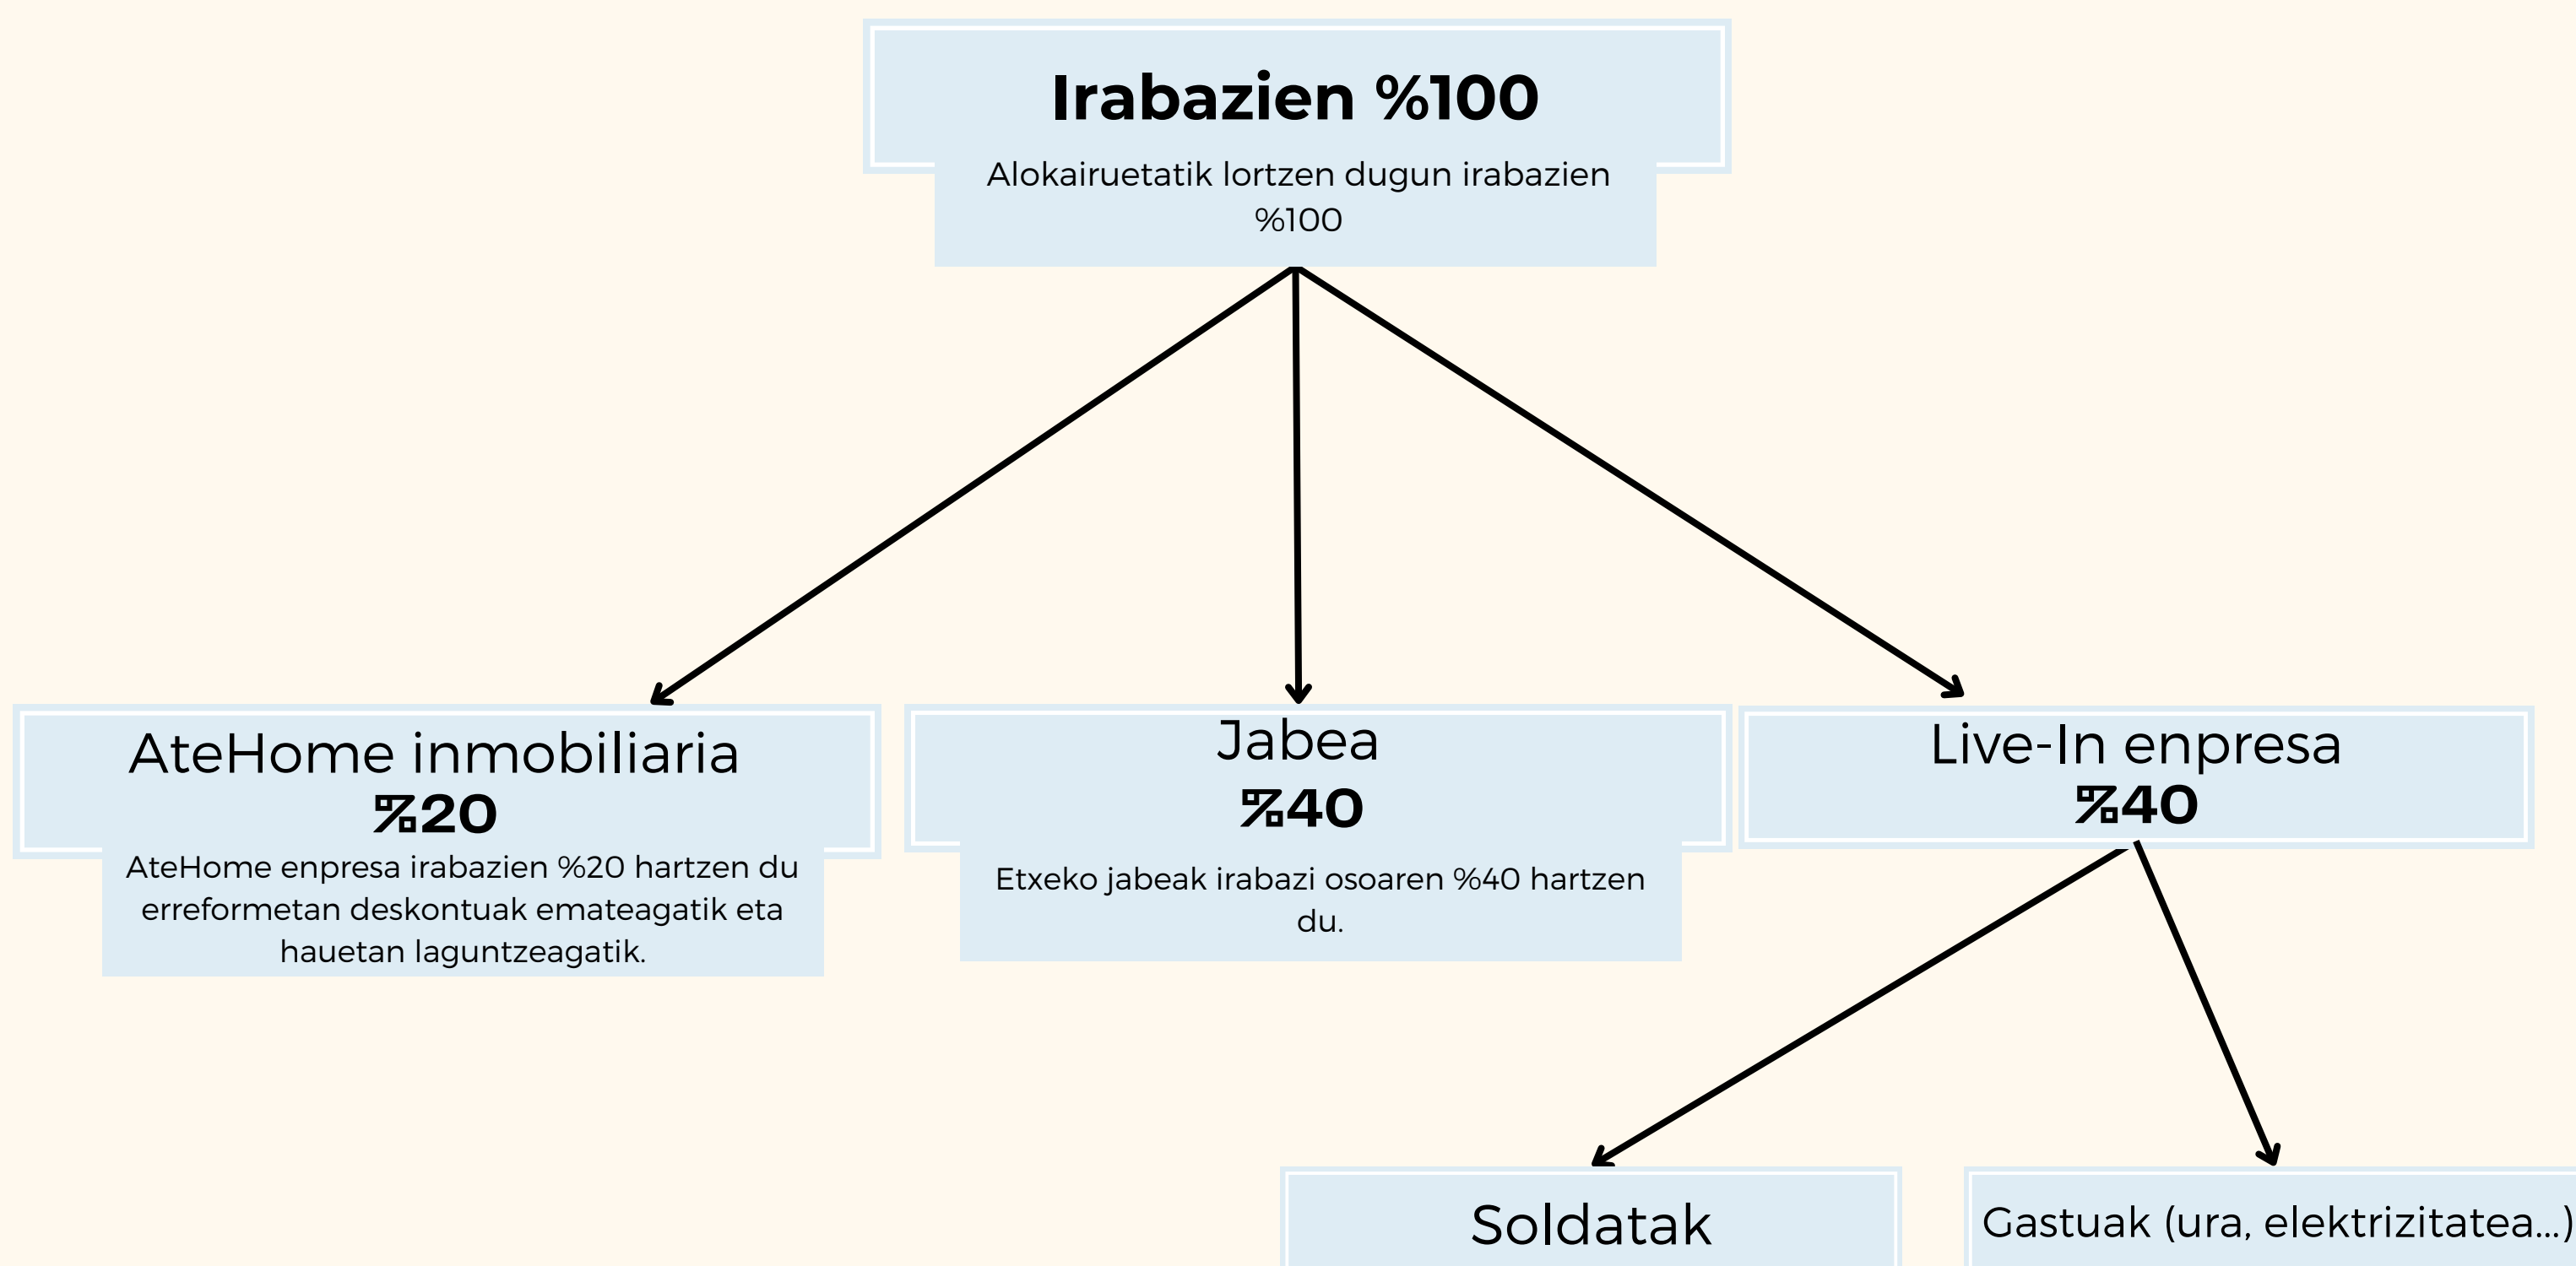 Irabazien %100
Alokairuetatik lortzen dugun irabazien
%100
AteHome inmobiliaria
%20
AteHome enpresa irabazien %20 hartzen du
erreformetan deskontuak emateagatik eta
hauetan laguntzeagatik.
Jabea
%40
Etxeko jabeak irabazi osoaren %40 hartzen
du.
Live-In enpresa
%40
Soldatak
Gastuak (ura, elektrizitatea...)